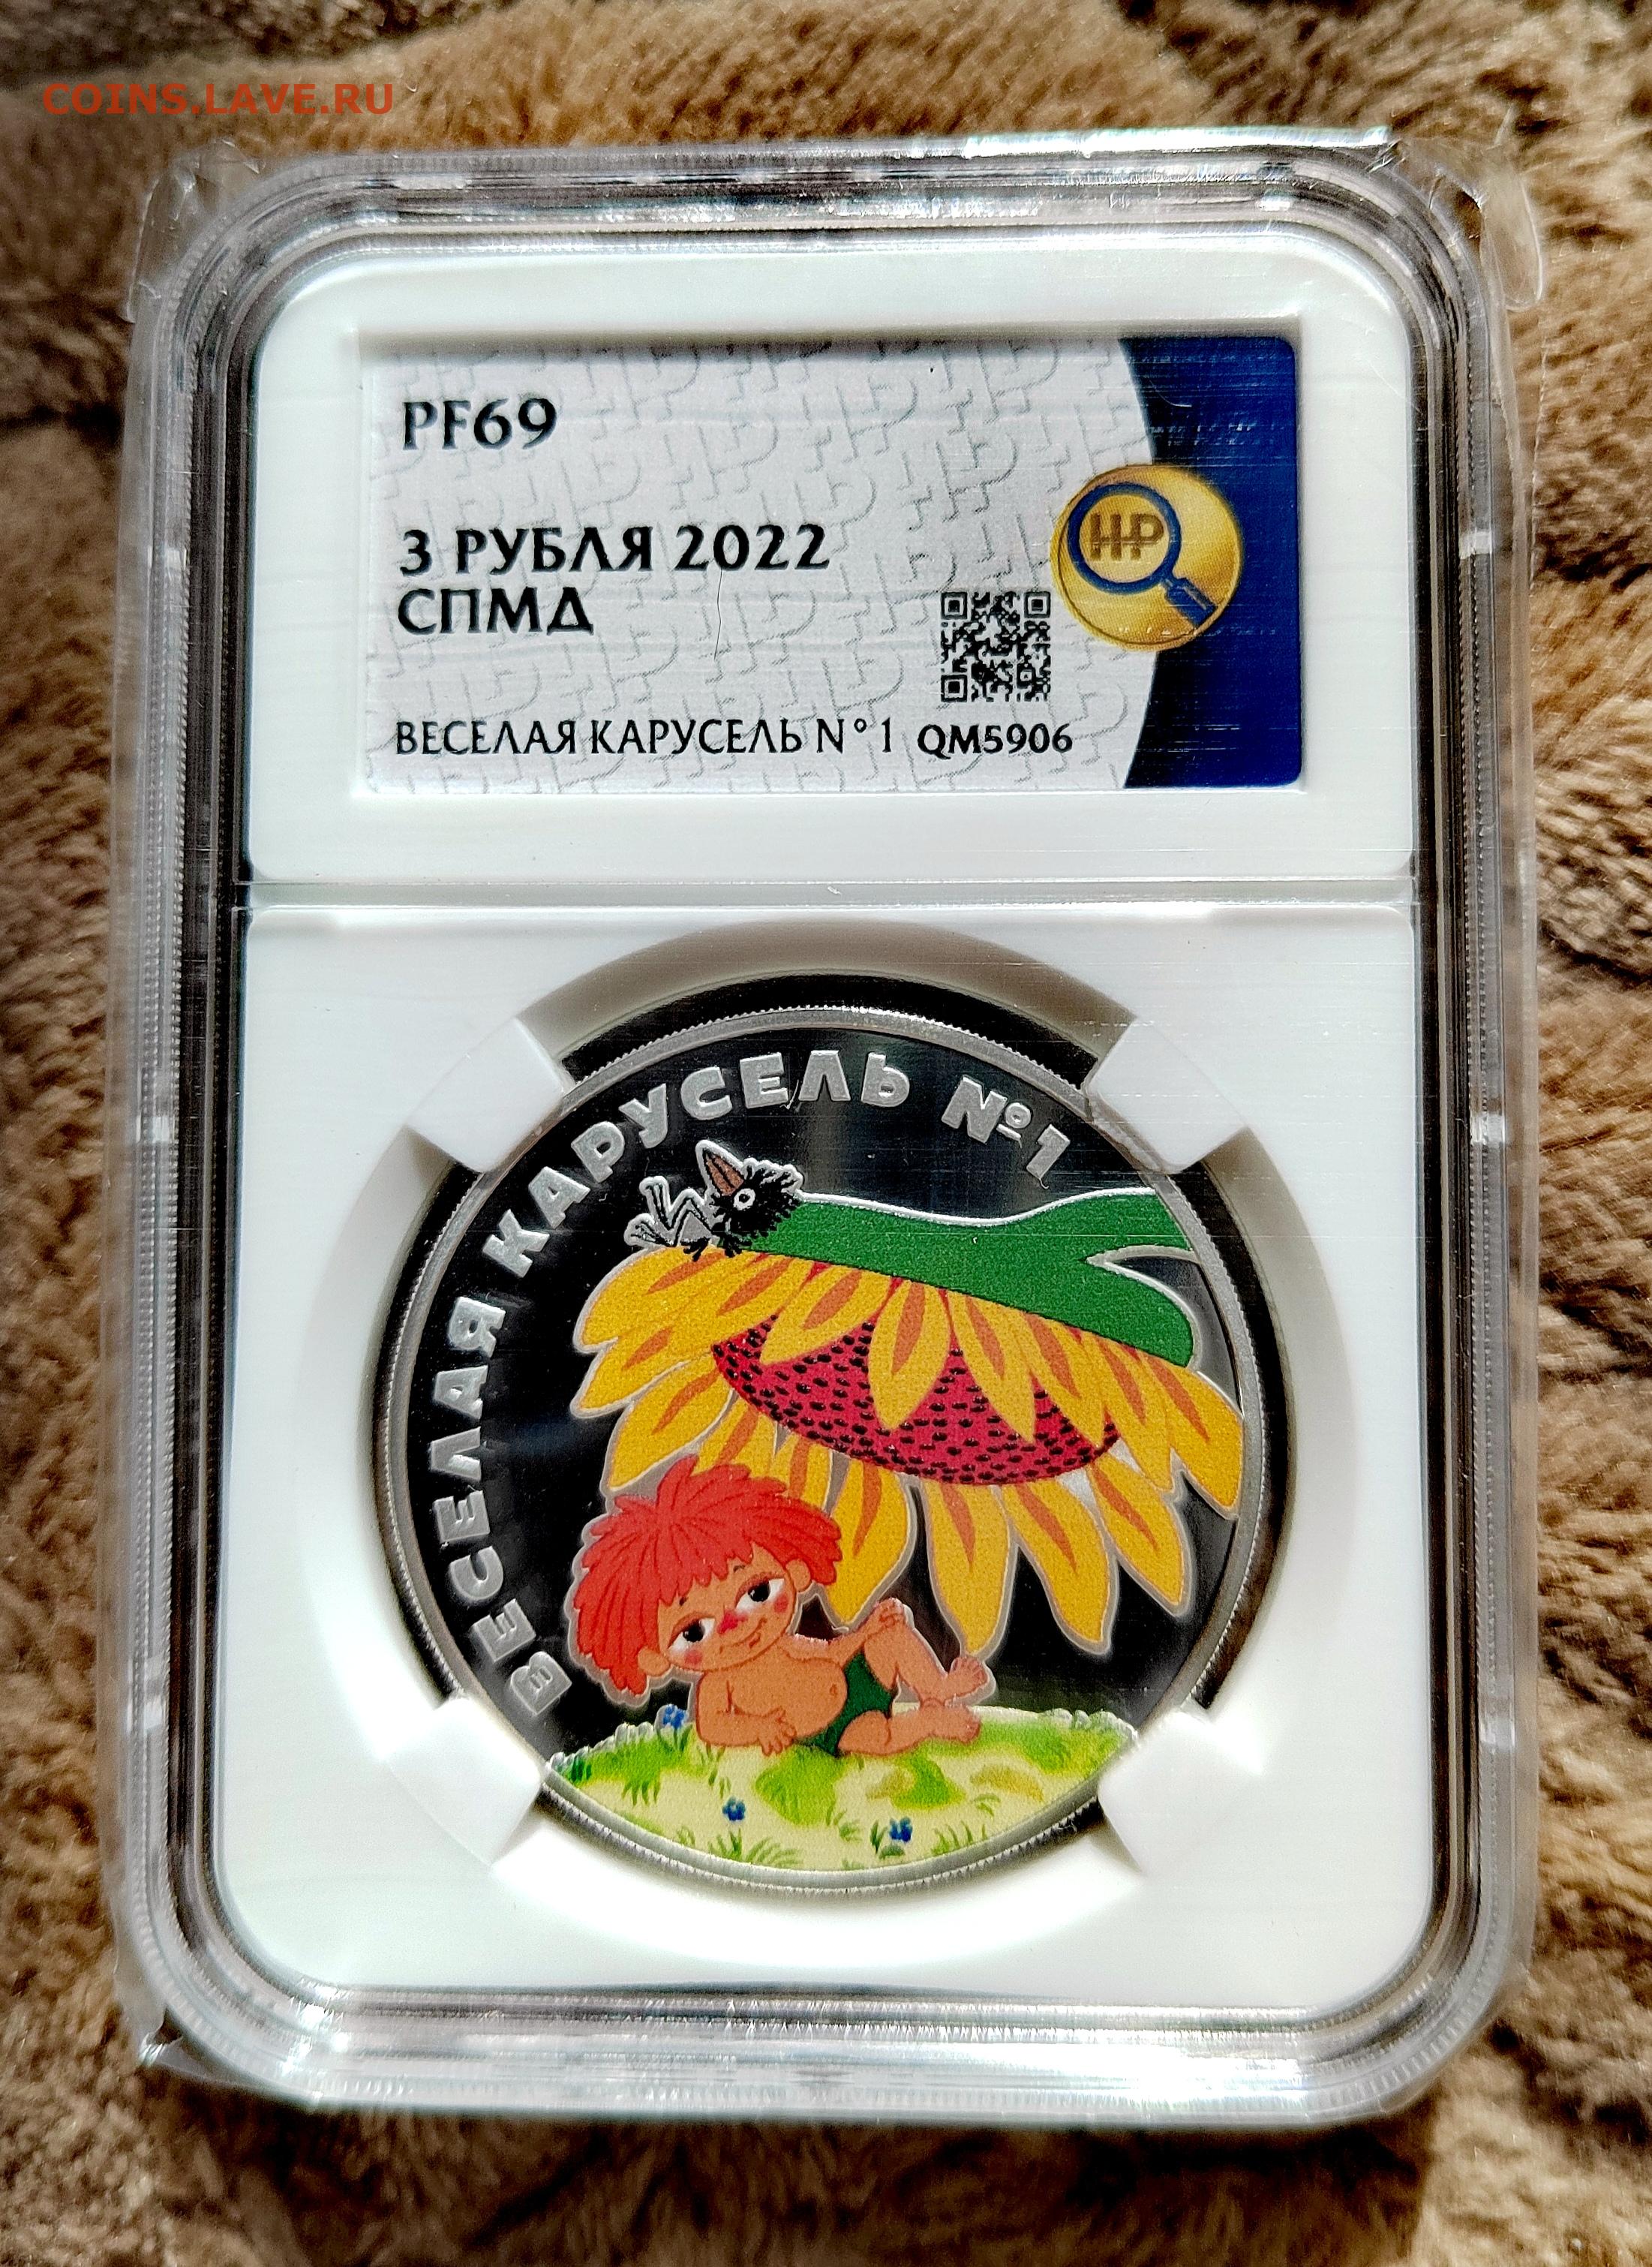 COINS.LAVE.RU
PF69
3 РУБЛЯ 2022
СПМД
НР
ВЕСЕЛАЯ КАРУСЕЛЬ N° 1 QM5906
ВЕСЕЛАЯ КАРУСЕЛЬ №1